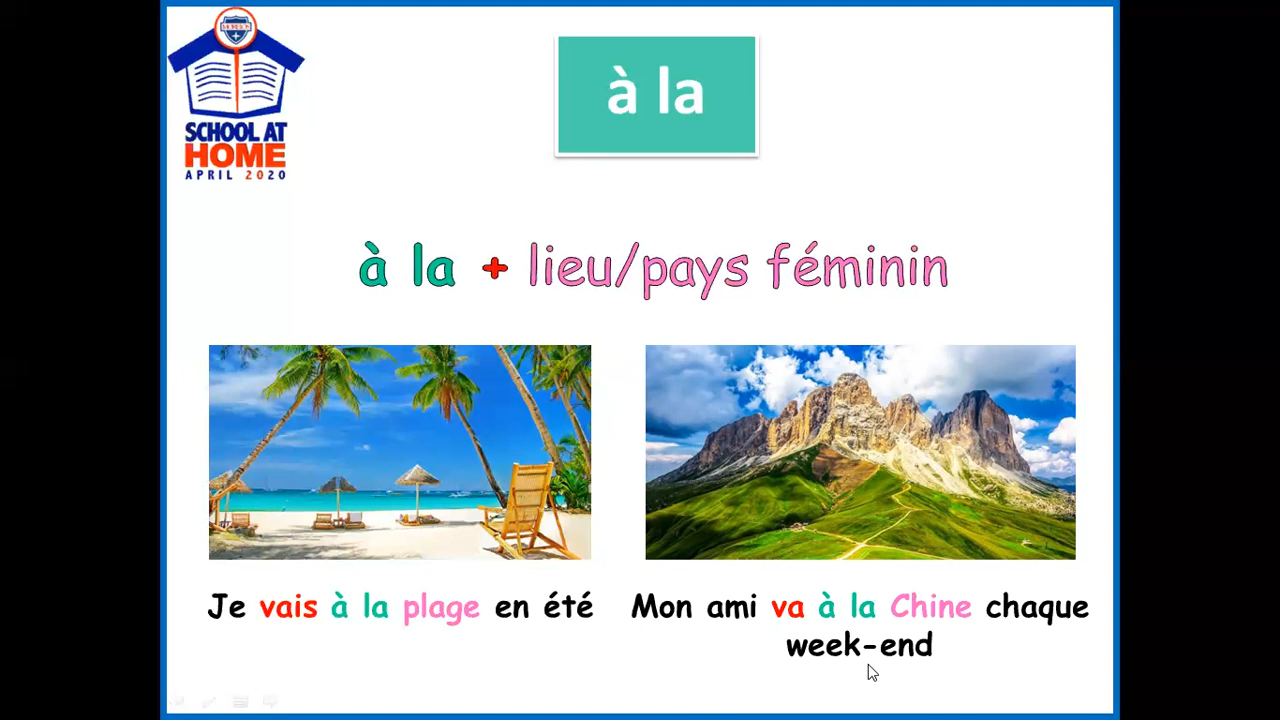 SCHOOL AT
HOME
APRIL 2020
à la
à la + lieu/pays féminin
Je vais à la plage en été
Mon ami va à la Chine chaque
week-end